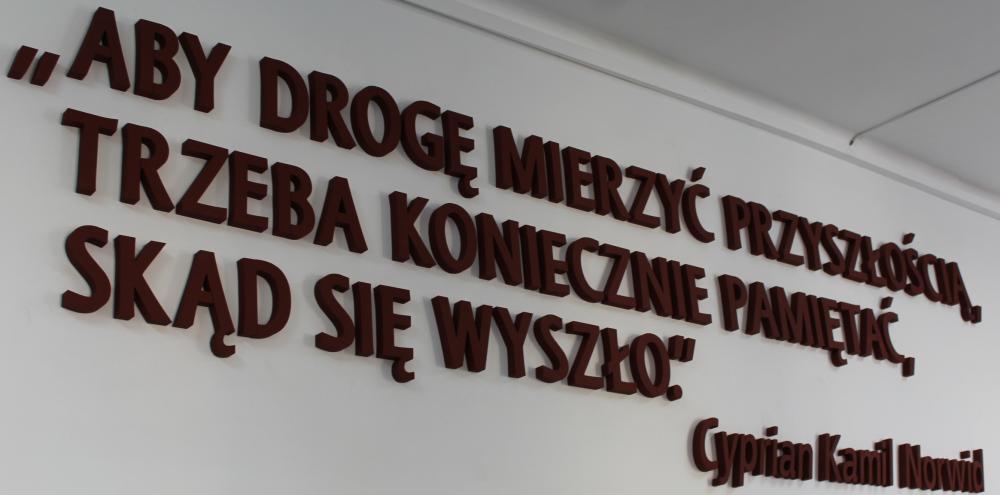 „ABY DROGĘ MIERZYĆ PRZYSZŁOŚCIĄ,
TRZEBA KONIECZNIE PAMIĘTAĆ,
SKĄD SIĘ WYSZŁO."
Cyprian Kamil Norwid